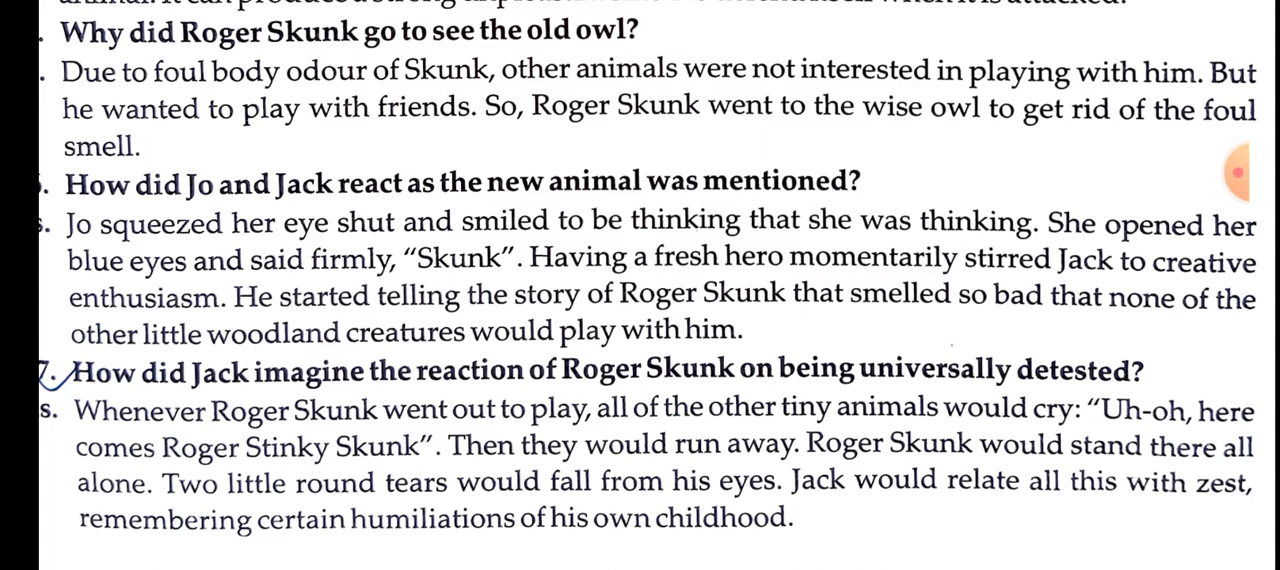 . Why did Roger Skunk go to see the old owl?
. Due to foul body odour of Skunk, other animals were not interested in playing with him. But
he wanted to play with friends. So, Roger Skunk went to the wise owl to get rid of the foul
smell.
. How did Jo and Jack react as the new animal was mentioned?
s. Jo squeezed her eye shut and smiled to be thinking that she was thinking. She opened her
blue eyes and said firmly, “Skunk”. Having a fresh hero momentarily stirred Jack to creative
enthusiasm. He started telling the story of Roger Skunk that smelled so bad that none of the
other little woodland creatures would play with him.
7. How did Jack imagine the reaction of Roger Skunk on being universally detested?
s. Whenever Roger Skunk went out to play, all of the other tiny animals would cry: “Uh-oh, here
comes Roger Stinky Skunk”. Then they would run away. Roger Skunk would stand there all
alone. Two little round tears would fall from his eyes. Jack would relate all this with zest,
remembering certain humiliations of his own childhood.